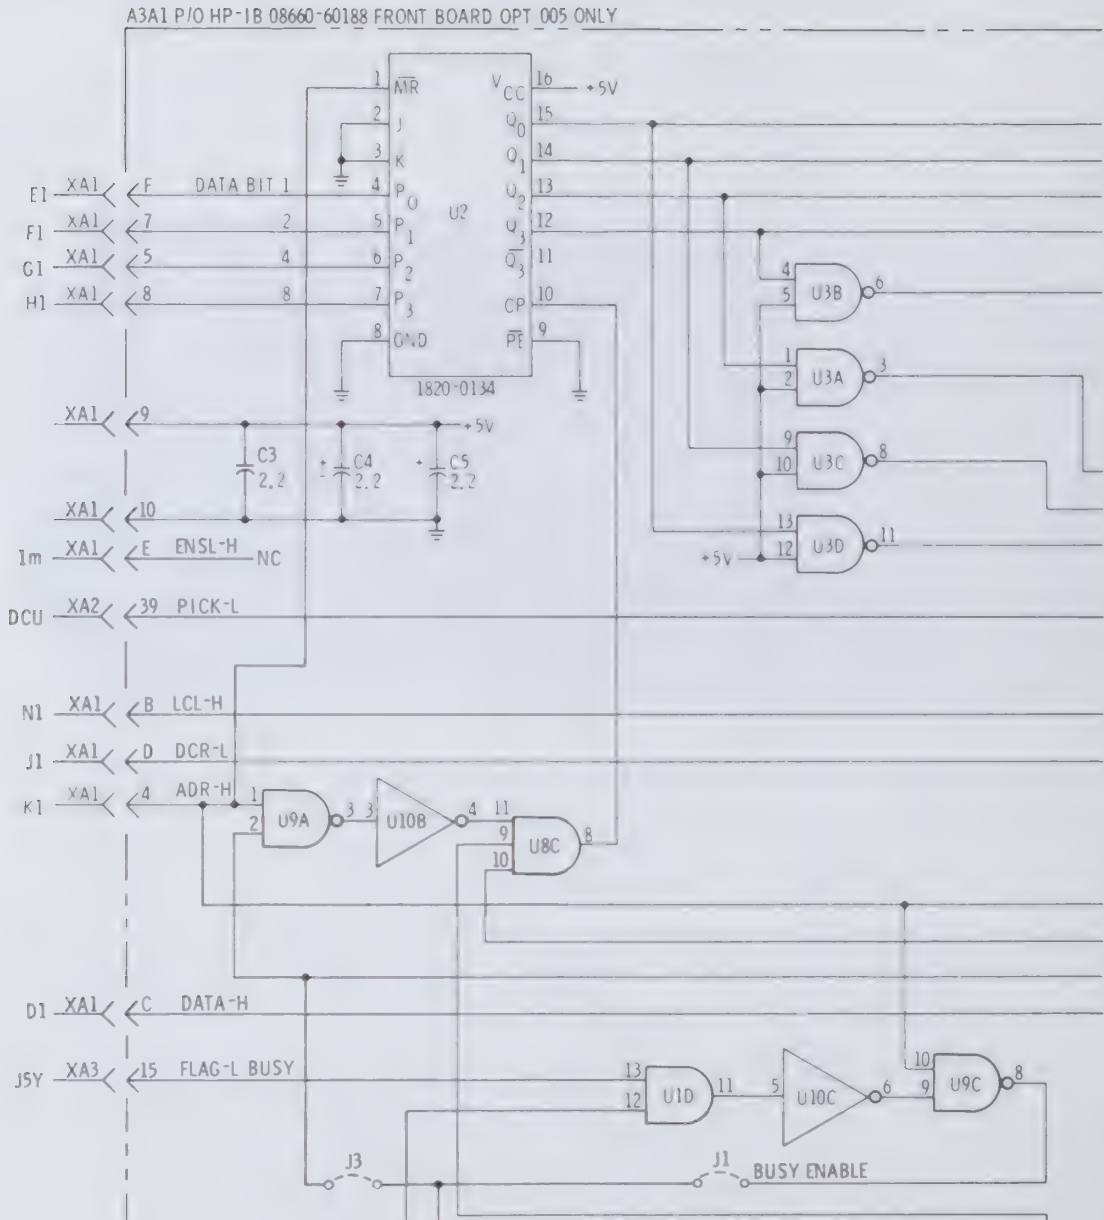 A3A1 P/O HP-IB 08660-60188 FRONT BOARD OPT 005 ONLY
1 MR VCC 16 +5V
2 J Q0 15
3 K Q1 14
E1 XA1 F DATA BIT 1 4 P0 Q2 13
U2
F1 XA1 7 2 5 P1 Q3 12
G1 XA1 5 4 6 P2 Q3 11
H1 XA1 8 8 7 P3 CP 10
8 GND PE 9
1820-0134
4 5 U3B 6
1 2 U3A 3
9 10 U3C 8
13 12 U3D 11
+5V
XA1 9 +5V
C3 2.2
C4 2.2
C5 2.2
+ +
XA1 10
1m XA1 E ENSL-H NC
DCU XA2 39 PICK-L
N1 XA1 B LCL-H
J1 XA1 D DCR-L
K1 XA1 4 ADR-H
1 2 U9A 3 3 U10B 4 11 9 10 U8C 8
D1 XA1 C DATA-H
J5Y XA3 15 FLAG-L BUSY
13 12 U1D 11 5 U10C 6 10 9 U9C 8
J3 J1 BUSY ENABLE